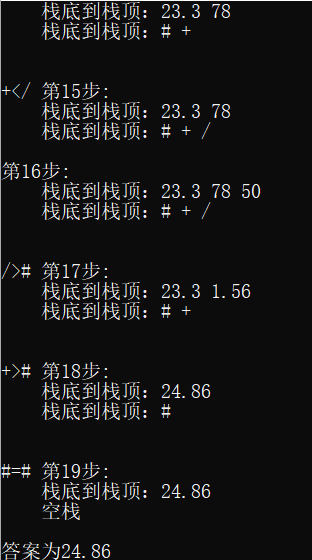 栈底到栈顶：23.3 78
栈底到栈顶：# +
+</ 第15步:
栈底到栈顶：23.3 78
栈底到栈顶：# + /
第16步:
栈底到栈顶：23.3 78 50
栈底到栈顶：# + /
/># 第17步:
栈底到栈顶：23.3 1.56
栈底到栈顶：# +
+># 第18步:
栈底到栈顶：24.86
栈底到栈顶：#
#=# 第19步:
栈底到栈顶：24.86
空栈
答案为24.86